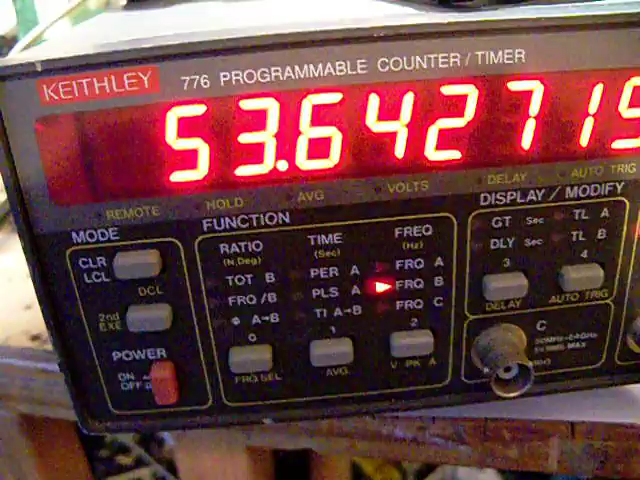 KEITHLEY 776 PROGRAMMABLE COUNTER/TIMER
53.642715
REMOTE HOLD AVG VOLTS DELAY AUTO TRIG
MODE
CLR
LCL
DCL
2nd
EXE
POWER
ON
OFF
FUNCTION
RATIO
(N,Deg)
TOT B
FRQ /B
Φ A→B
0
FRQ SEL
TIME
(Sec)
PER A
PLS A
TI A→B
1
AVG
FREQ
(Hz)
FRQ A
FRQ B
FRQ C
2
V PK A
DISPLAY / MODIFY
GT Sec
DLY Sec
3
DELAY
TL A
TL B
4
AUTO TRIG
C